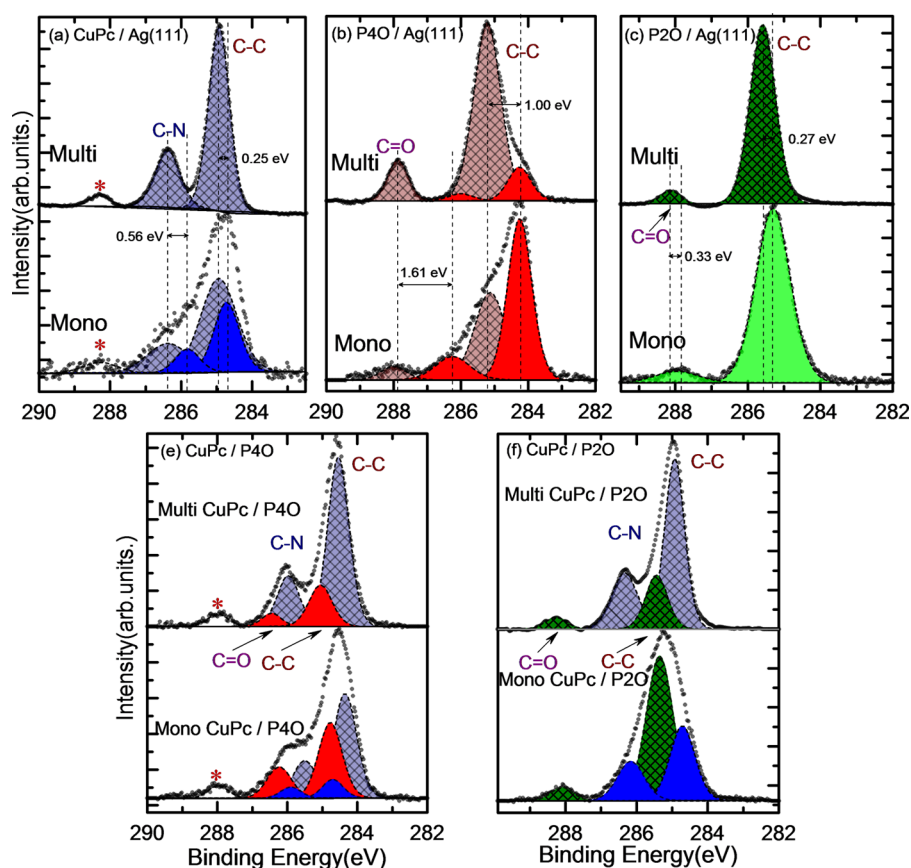 (a) CuPc / Ag(111)
C-C
C-N
Multi
0.25 eV
*
0.56 eV
Mono
*
290 288 286 284
(b) P4O / Ag(111)
C-C
1.00 eV
C=O
Multi
1.61 eV
Mono
290 288 286 284 282
(c) P2O / Ag(111)
C-C
0.27 eV
Multi
C=O
0.33 eV
Mono
288 286 284 282
Intensity(arb.units.)
(e) CuPc / P4O
C-C
Multi CuPc / P4O
C-N
*
C=O
C-C
Mono CuPc / P4O
*
290 288 286 284 282
Binding Energy(eV)
(f) CuPc / P2O
C-C
Multi CuPc / P2O
C-N
C=O
C-C
Mono CuPc / P2O
288 286 284 282
Binding Energy(eV)
Intensity(arb.units.)